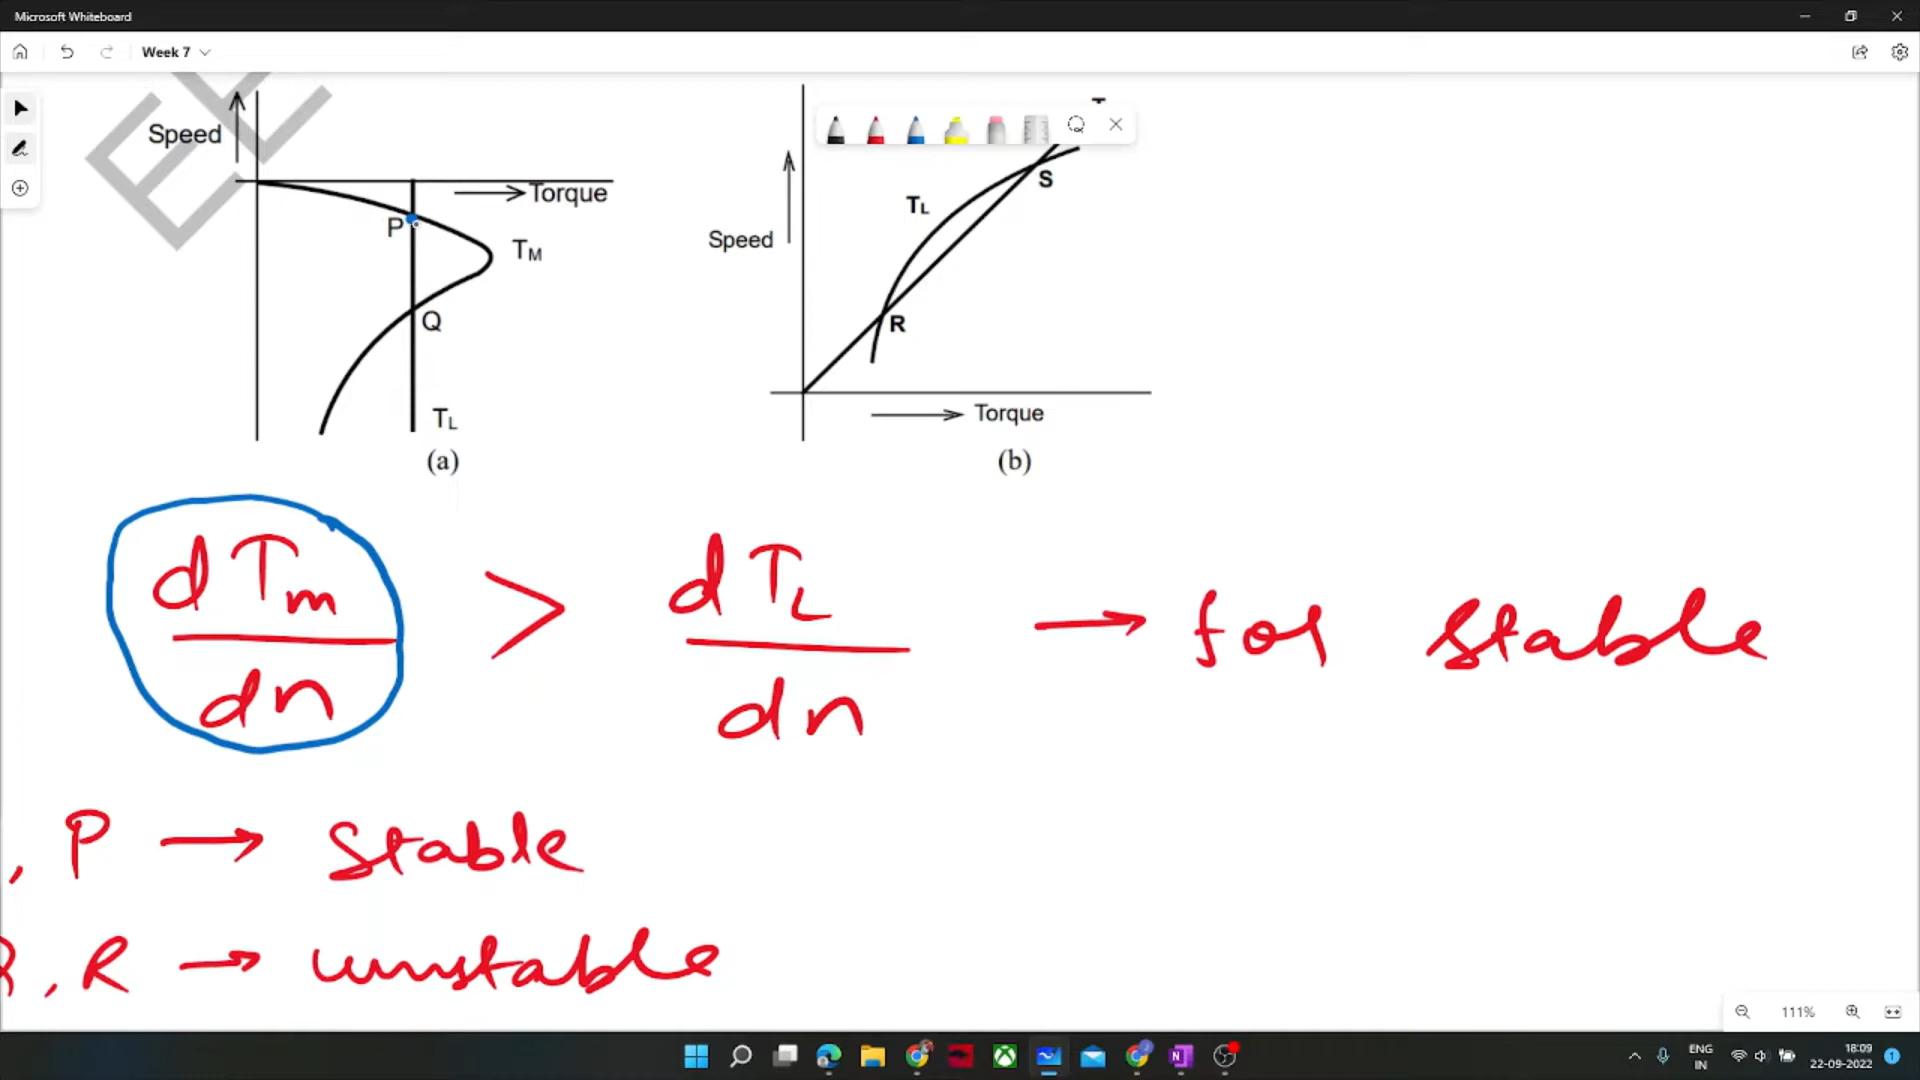 Microsoft Whiteboard
Week 7
Speed
Torque
P
TM
Q
TL
(a)
TL
S
Speed
R
Torque
(b)
dTm
dn
>
dTL
dn
→ for stable
, P → Stable
, R → unstable
111%
ENG
IN
18:09
22-09-2022
1